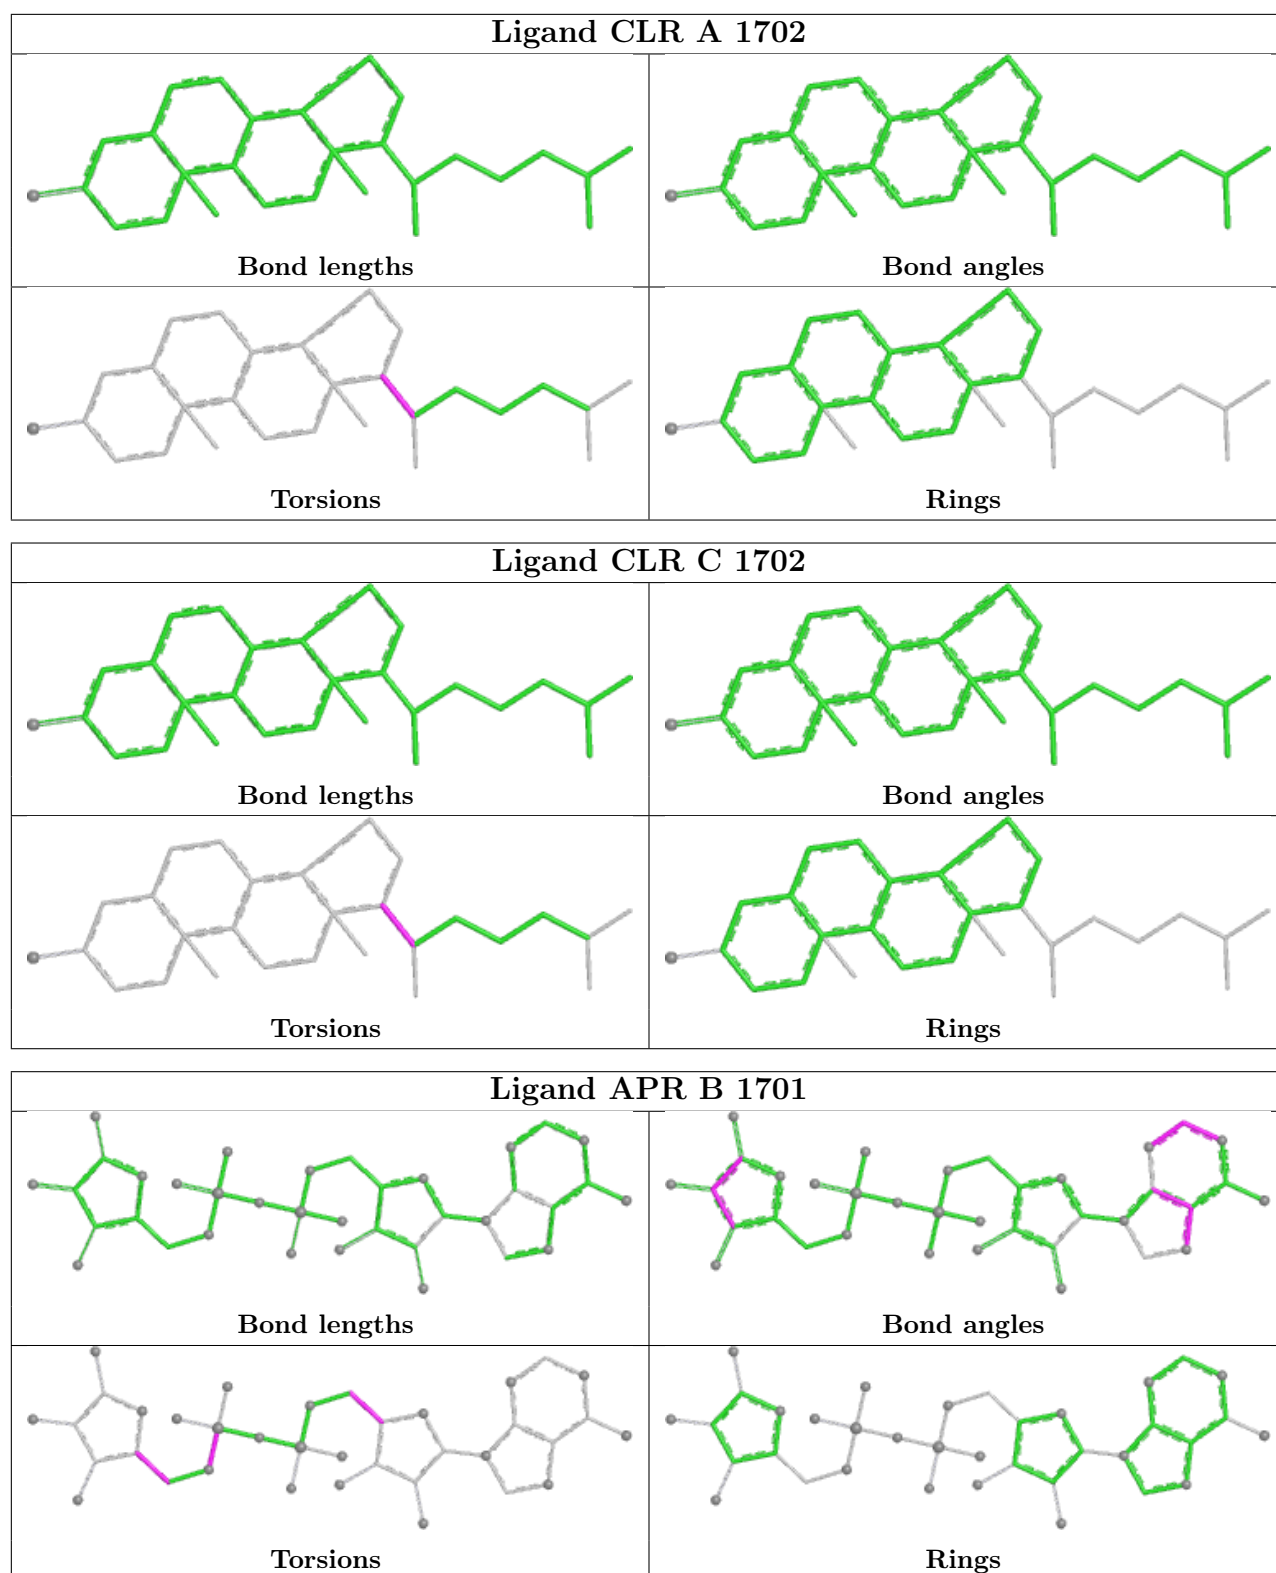 Ligand CLR A 1702
Bond lengths
Bond angles
Torsions
Rings
Ligand CLR C 1702
Bond lengths
Bond angles
Torsions
Rings
Ligand APR B 1701
Bond lengths
Bond angles
Torsions
Rings